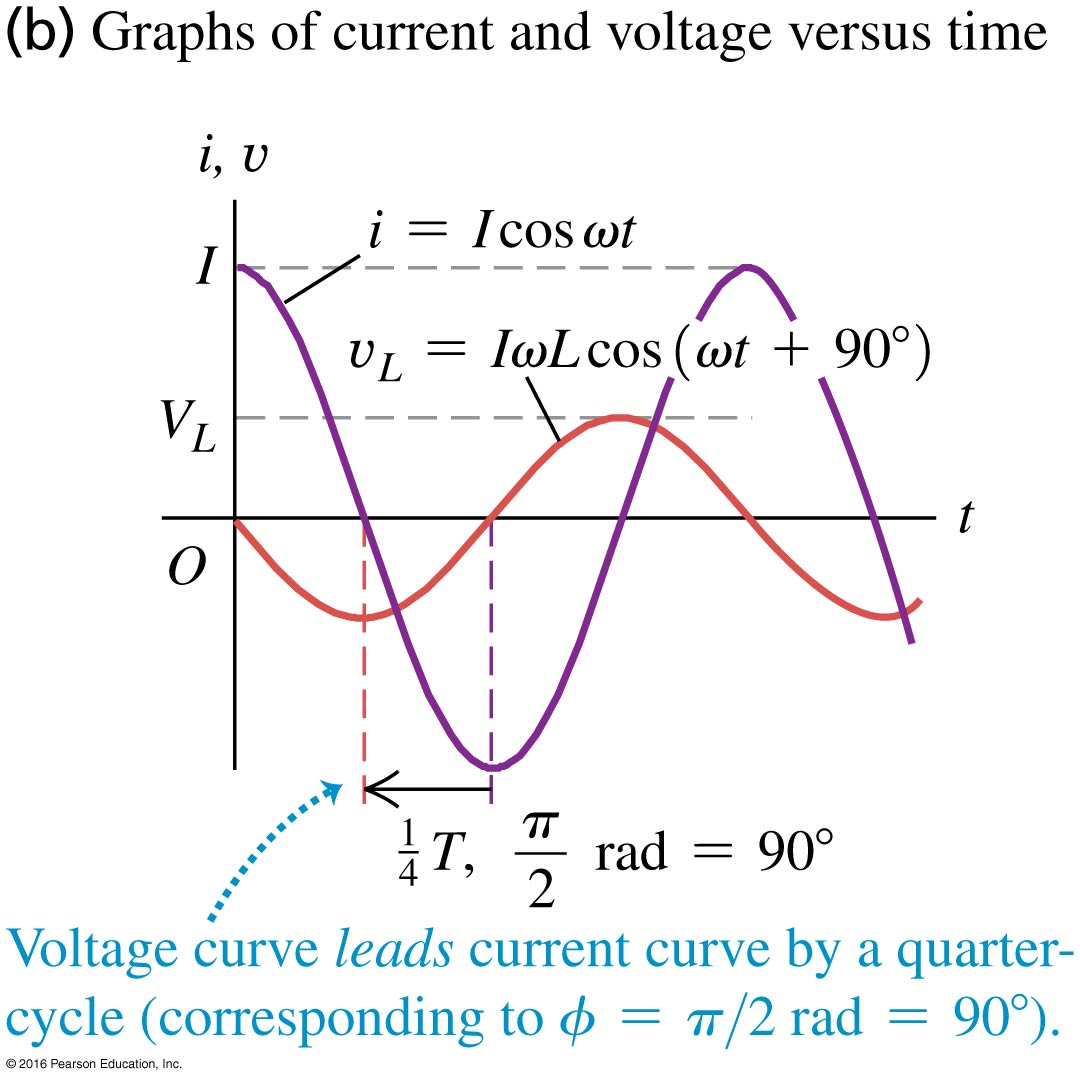 (b) Graphs of current and voltage versus time
i, v
i = I cos ωt
I
v_L = IωL cos (ωt + 90°)
V_L
t
O
1/4 T, π/2 rad = 90°
Voltage curve leads current curve by a quarter-
cycle (corresponding to ϕ = π/2 rad = 90°).
© 2016 Pearson Education, Inc.